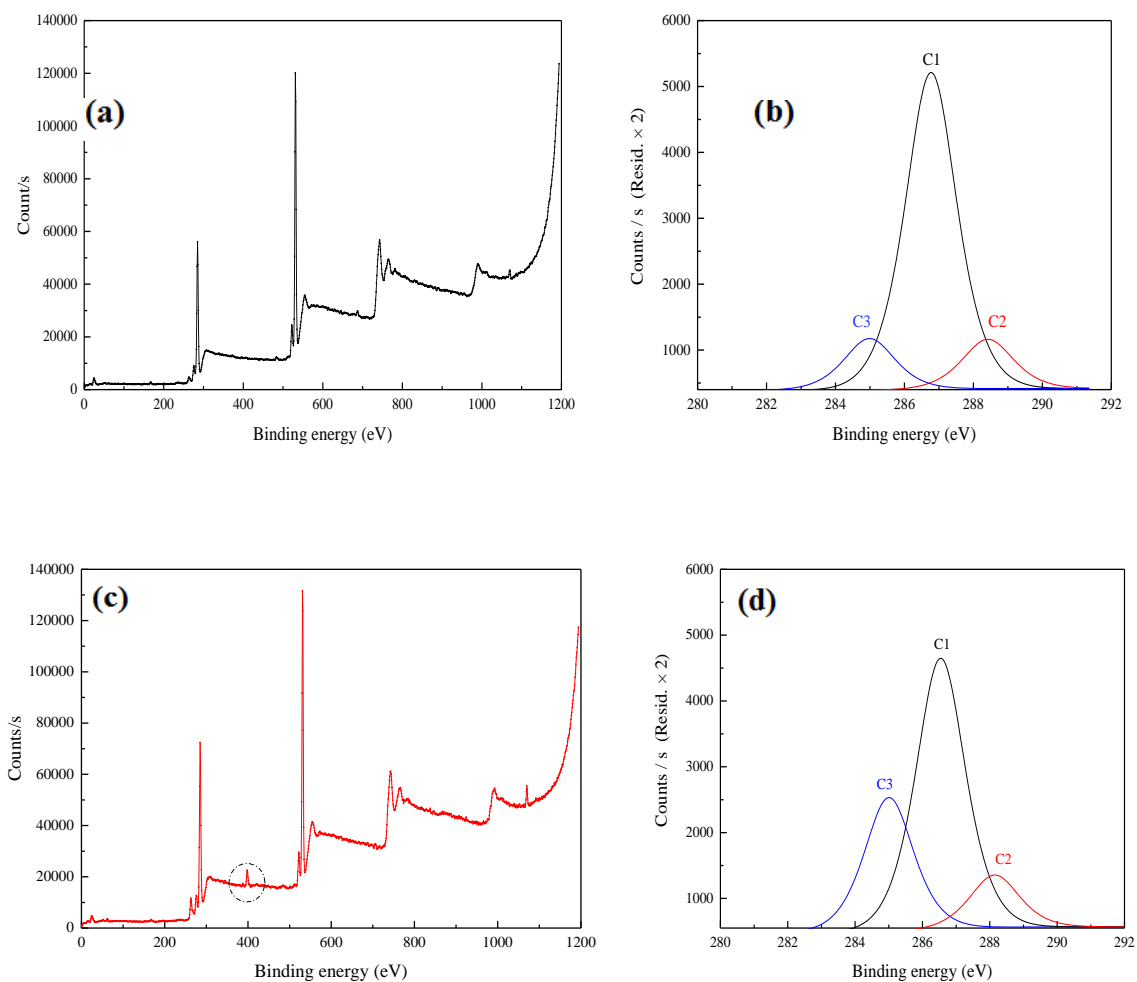 140000
120000
100000
80000
60000
40000
20000
0
Count/s
(a)
0 200 400 600 800 1000 1200
Binding energy (eV)
6000
5000
4000
3000
2000
1000
Counts / s (Resid. × 2)
(b)
C1
C3
C2
280 282 284 286 288 290 292
Binding energy (eV)
140000
120000
100000
80000
60000
40000
20000
0
Counts/s
(c)
0 200 400 600 800 1000 1200
Binding energy (eV)
6000
5000
4000
3000
2000
1000
Counts / s (Resid. × 2)
(d)
C1
C3
C2
280 282 284 286 288 290 292
Binding energy (eV)